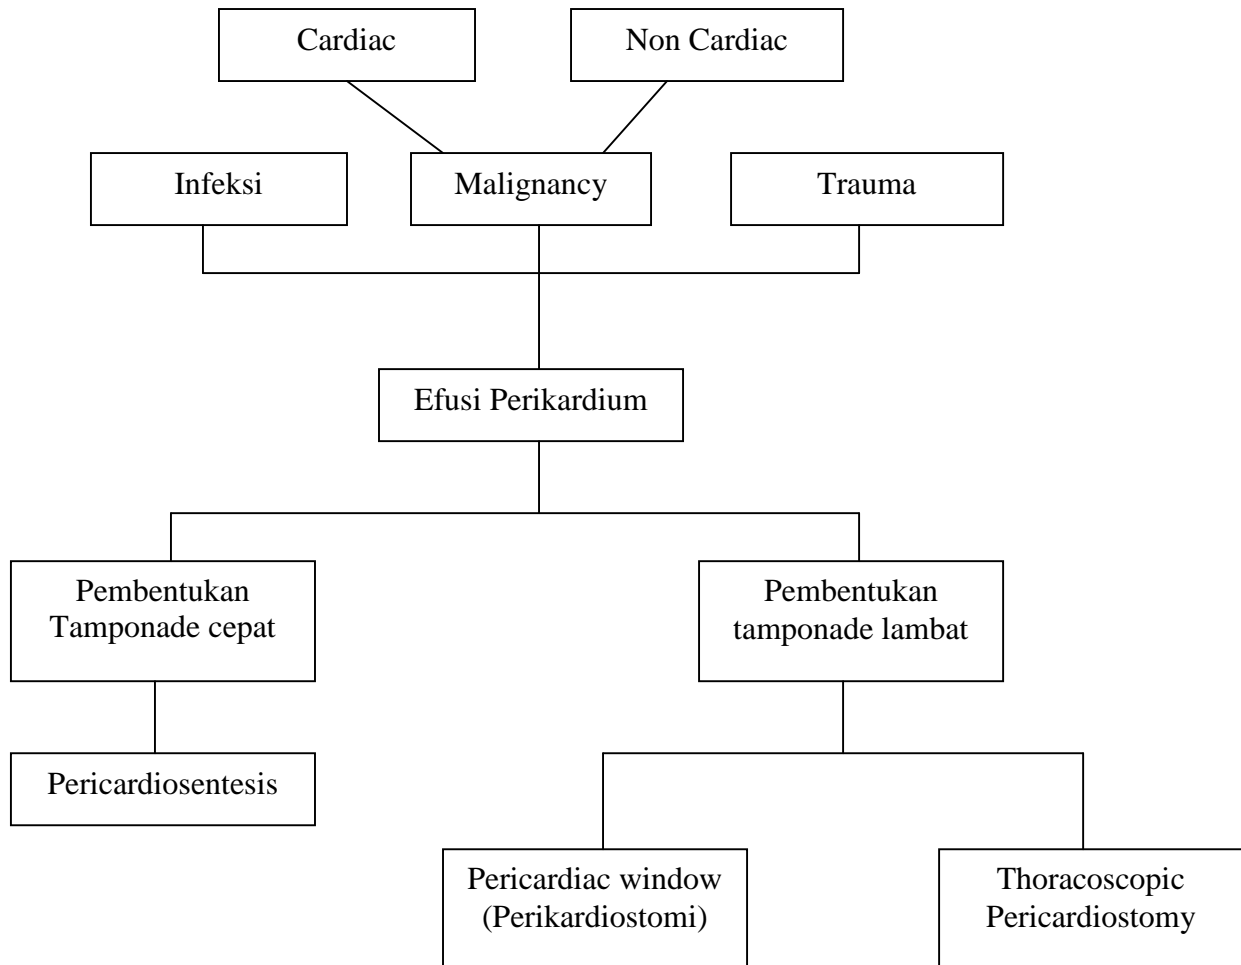 Cardiac
Non Cardiac
Infeksi
Malignancy
Trauma
Efusi Perikardium
Pembentukan
Tamponade cepat
Pembentukan
tamponade lambat
Pericardiosentesis
Pericardiac window
(Perikardiostomi)
Thoracoscopic
Pericardiostomy